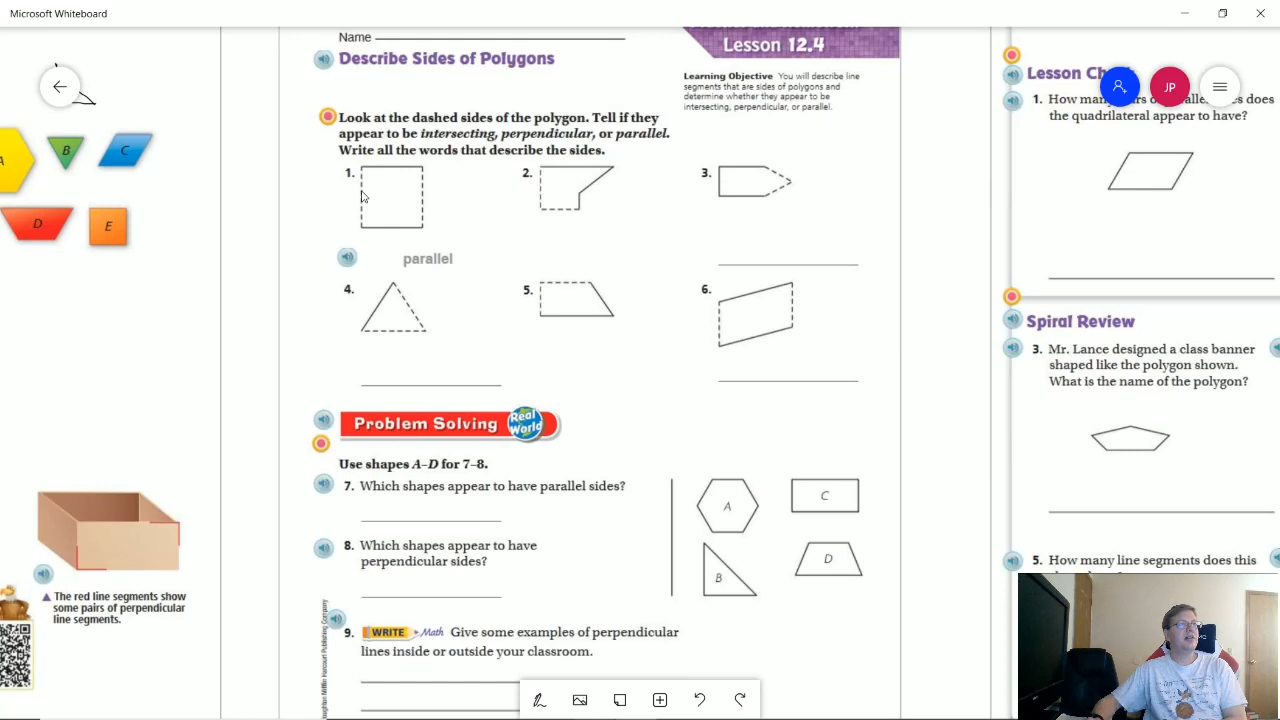 Microsoft Whiteboard
Name
Lesson 12.4
Describe Sides of Polygons
Learning Objective You will describe line
segments that are sides of polygons and
determine whether they appear to be
intersecting, perpendicular, or parallel.
Look at the dashed sides of the polygon. Tell if they
appear to be intersecting, perpendicular, or parallel.
Write all the words that describe the sides.
1.
2.
3.
parallel
4.
5.
6.
Problem Solving
Real
World
Use shapes A–D for 7–8.
7. Which shapes appear to have parallel sides?
8. Which shapes appear to have
perpendicular sides?
A
C
B
D
9. WRITE Math Give some examples of perpendicular
lines inside or outside your classroom.
A
B
C
D
E
The red line segments show
some pairs of perpendicular
line segments.
JP
1. How many
the quadrilateral appear to have?
Spiral Review
3. Mr. Lance designed a class banner
shaped like the polygon shown.
What is the name of the polygon?
5. How many line segments does this